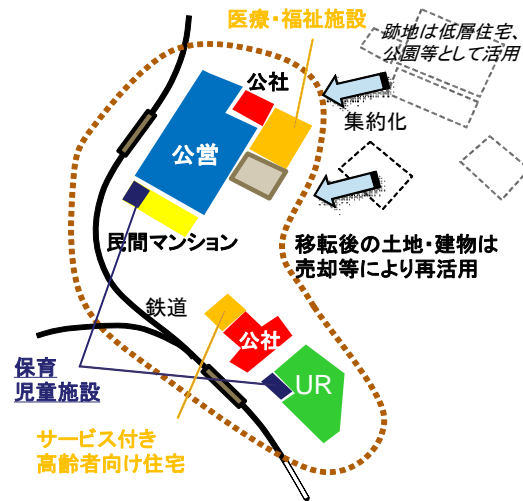 医療・福祉施設
跡地は低層住宅、
公園等として活用
公社
集約化
公営
民間マンション
移転後の土地・建物は
売却等により再活用
鉄道
公社
保育
児童施設
UR
サービス付き
高齢者向け住宅